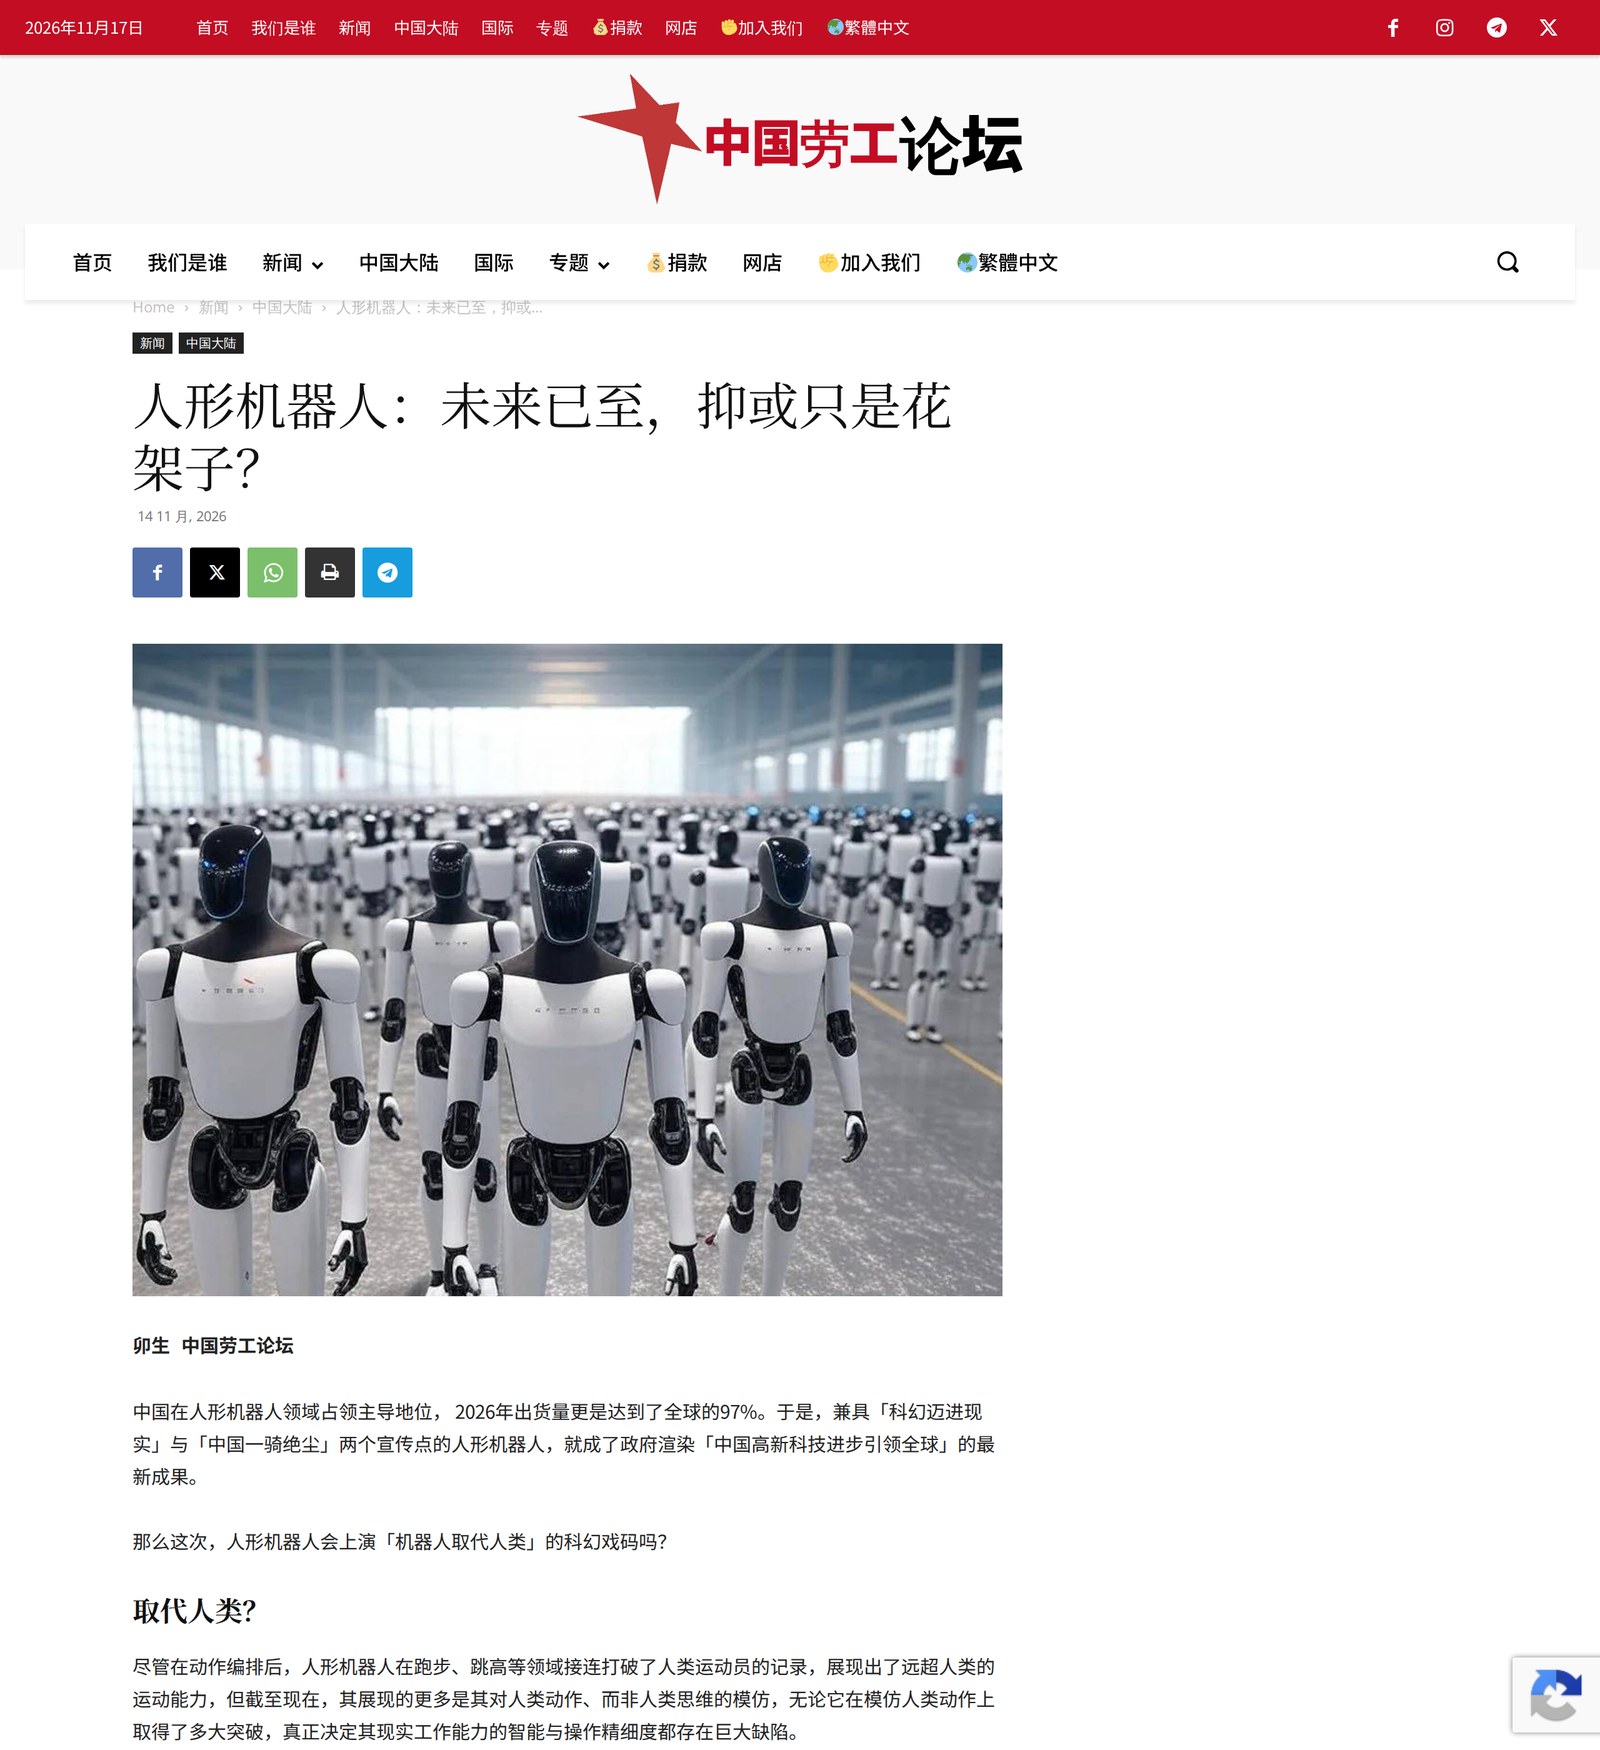 2026年11月17日 首页 我们是谁 新闻 中国大陆 国际 专题 💰捐款 网店 ✊加入我们 🌏繁體中文
中国劳工论坛
首页 我们是谁 新闻 中国大陆 国际 专题 💰捐款 网店 ✊加入我们 🌏繁體中文
Home › 新闻 › 中国大陆 › 人形机器人：未来已至，抑或...
新闻 中国大陆
人形机器人：未来已至，抑或只是花
架子？
14 11 月, 2026
卯生 中国劳工论坛
中国在人形机器人领域占领主导地位， 2026年出货量更是达到了全球的97%。于是，兼具「科幻迈进现
实」与「中国一骑绝尘」两个宣传点的人形机器人，就成了政府渲染「中国高新科技进步引领全球」的最
新成果。
那么这次，人形机器人会上演「机器人取代人类」的科幻戏码吗？
取代人类？
尽管在动作编排后，人形机器人在跑步、跳高等领域接连打破了人类运动员的记录，展现出了远超人类的
运动能力，但截至现在，其展现的更多是其对人类动作、而非人类思维的模仿，无论它在模仿人类动作上
取得了多大突破，真正决定其现实工作能力的智能与操作精细度都存在巨大缺陷。